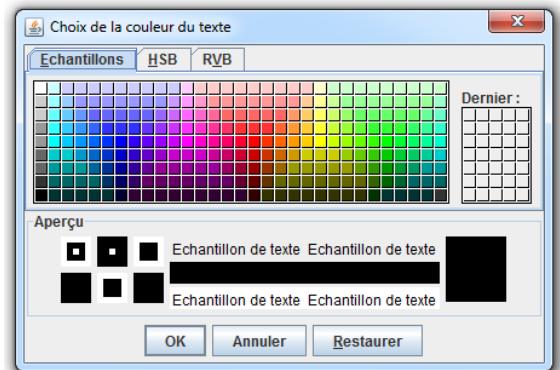 Choix de la couleur du texte
Echantillons HSB RVB
Dernier :
Aperçu
Echantillon de texte Echantillon de texte
Echantillon de texte Echantillon de texte
OK Annuler Restaurer